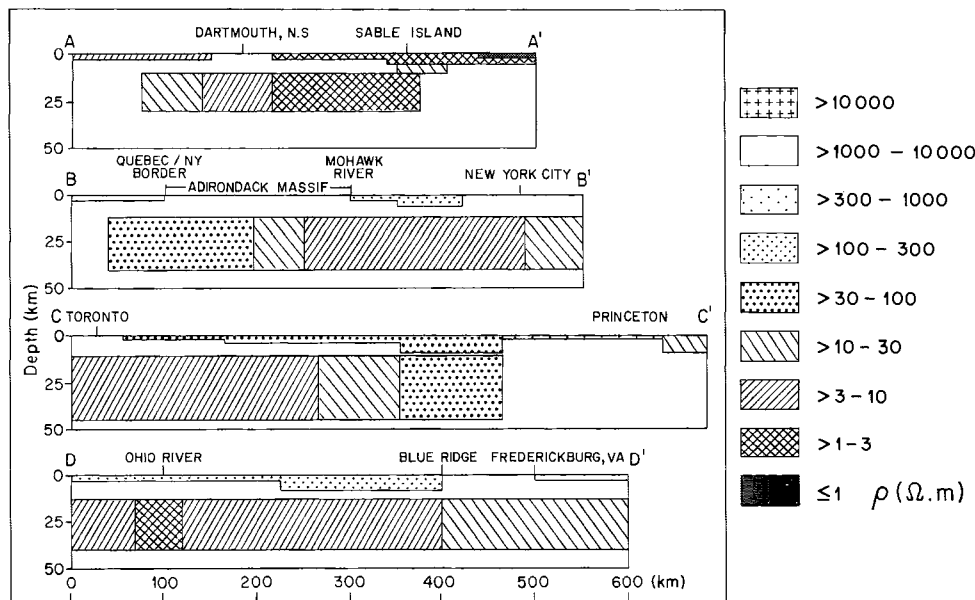 A DARTMOUTH, N.S SABLE ISLAND A'
0
25
50
QUEBEC / NY BORDER MOHAWK RIVER NEW YORK CITY
B ADIRONDACK MASSIF B'
0
25
50
C TORONTO PRINCETON C'
0
25
50
D OHIO RIVER BLUE RIDGE FREDERICKBURG, VA D'
0
25
50
0 100 200 300 400 500 600 (km)
Depth (km)
>10 000
>1000 - 10 000
>300 - 1000
>100 - 300
>30 - 100
>10 - 30
>3 - 10
>1 - 3
≤1 ρ(Ω.m)